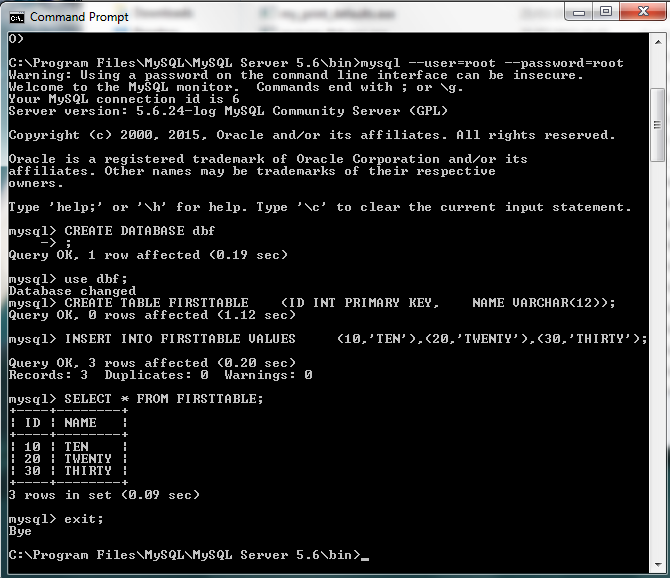 Command Prompt
O>
C:\Program Files\MySQL\MySQL Server 5.6\bin>mysql --user=root --password=root
Warning: Using a password on the command line interface can be insecure.
Welcome to the MySQL monitor.  Commands end with ; or \g.
Your MySQL connection id is 6
Server version: 5.6.24-log MySQL Community Server (GPL)
Copyright (c) 2000, 2015, Oracle and/or its affiliates. All rights reserved.
Oracle is a registered trademark of Oracle Corporation and/or its
affiliates. Other names may be trademarks of their respective
owners.
Type 'help;' or '\h' for help. Type '\c' to clear the current input statement.
mysql> CREATE DATABASE dbf
    -> ;
Query OK, 1 row affected (0.19 sec)
mysql> use dbf;
Database changed
mysql> CREATE TABLE FIRSTTABLE    (ID INT PRIMARY KEY,    NAME VARCHAR(12));
Query OK, 0 rows affected (1.12 sec)
mysql> INSERT INTO FIRSTTABLE VALUES     (10,'TEN'),(20,'TWENTY'),(30,'THIRTY');
Query OK, 3 rows affected (0.20 sec)
Records: 3  Duplicates: 0  Warnings: 0
mysql> SELECT * FROM FIRSTTABLE;
+----+--------+
| ID | NAME   |
+----+--------+
| 10 | TEN    |
| 20 | TWENTY |
| 30 | THIRTY |
+----+--------+
3 rows in set (0.09 sec)
mysql> exit;
Bye
C:\Program Files\MySQL\MySQL Server 5.6\bin>_